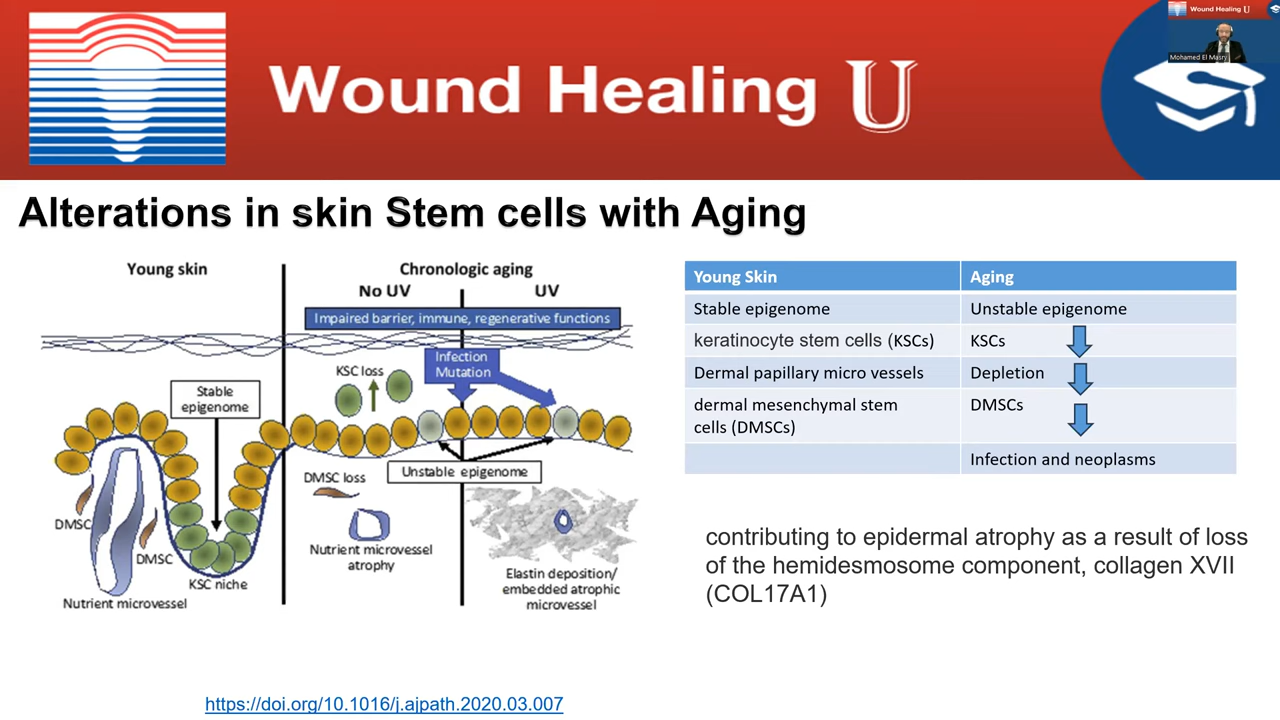 Wound Healing U
Mohamed El Masry
Wound Healing U
Alterations in skin Stem cells with Aging
Young skin
Chronologic aging
No UV
UV
Impaired barrier, immune, regenerative functions
Infection
Mutation
KSC loss
Stable
epigenome
Unstable epigenome
DMSC loss
DMSC
DMSC
KSC niche
Nutrient microvessel
Nutrient microvessel
atrophy
Elastin deposition/
embedded atrophic
microvessel
Young Skin Aging
Stable epigenome Unstable epigenome
keratinocyte stem cells (KSCs) KSCs
Dermal papillary micro vessels Depletion
dermal mesenchymal stem DMSCs
cells (DMSCs)
Infection and neoplasms
contributing to epidermal atrophy as a result of loss
of the hemidesmosome component, collagen XVII
(COL17A1)
https://doi.org/10.1016/j.ajpath.2020.03.007